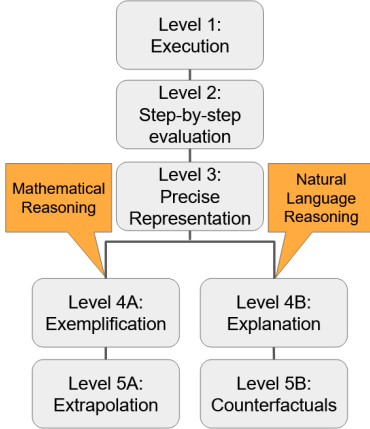 Level 1:
Execution
Level 2:
Step-by-step
evaluation
Level 3:
Precise
Representation
Mathematical
Reasoning
Natural
Language
Reasoning
Level 4A:
Exemplification
Level 4B:
Explanation
Level 5A:
Extrapolation
Level 5B:
Counterfactuals